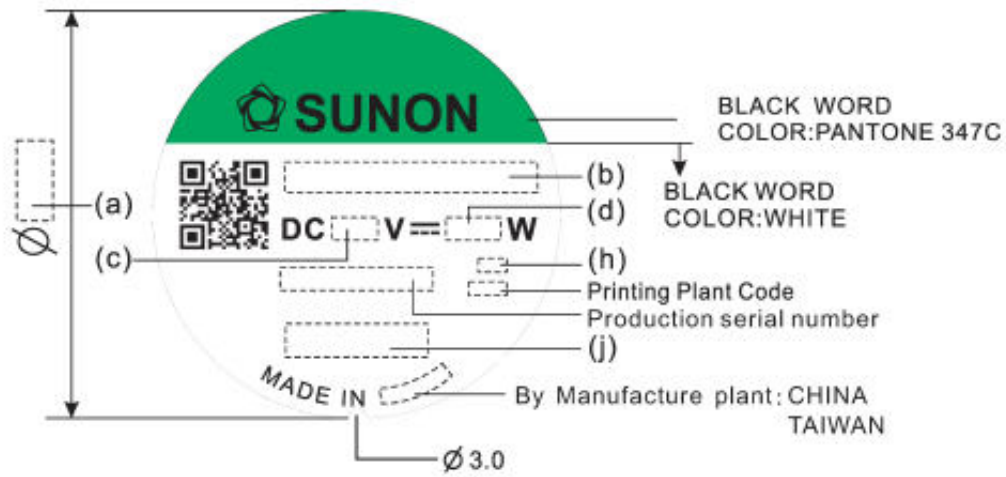 SUNON
BLACK WORD
COLOR:PANTONE 347C
(b)
BLACK WORD
COLOR:WHITE
(a)
Ø
DC V W
(d)
(c)
(h)
Printing Plant Code
Production serial number
(j)
MADE IN
By Manufacture plant: CHINA
TAIWAN
Ø 3.0